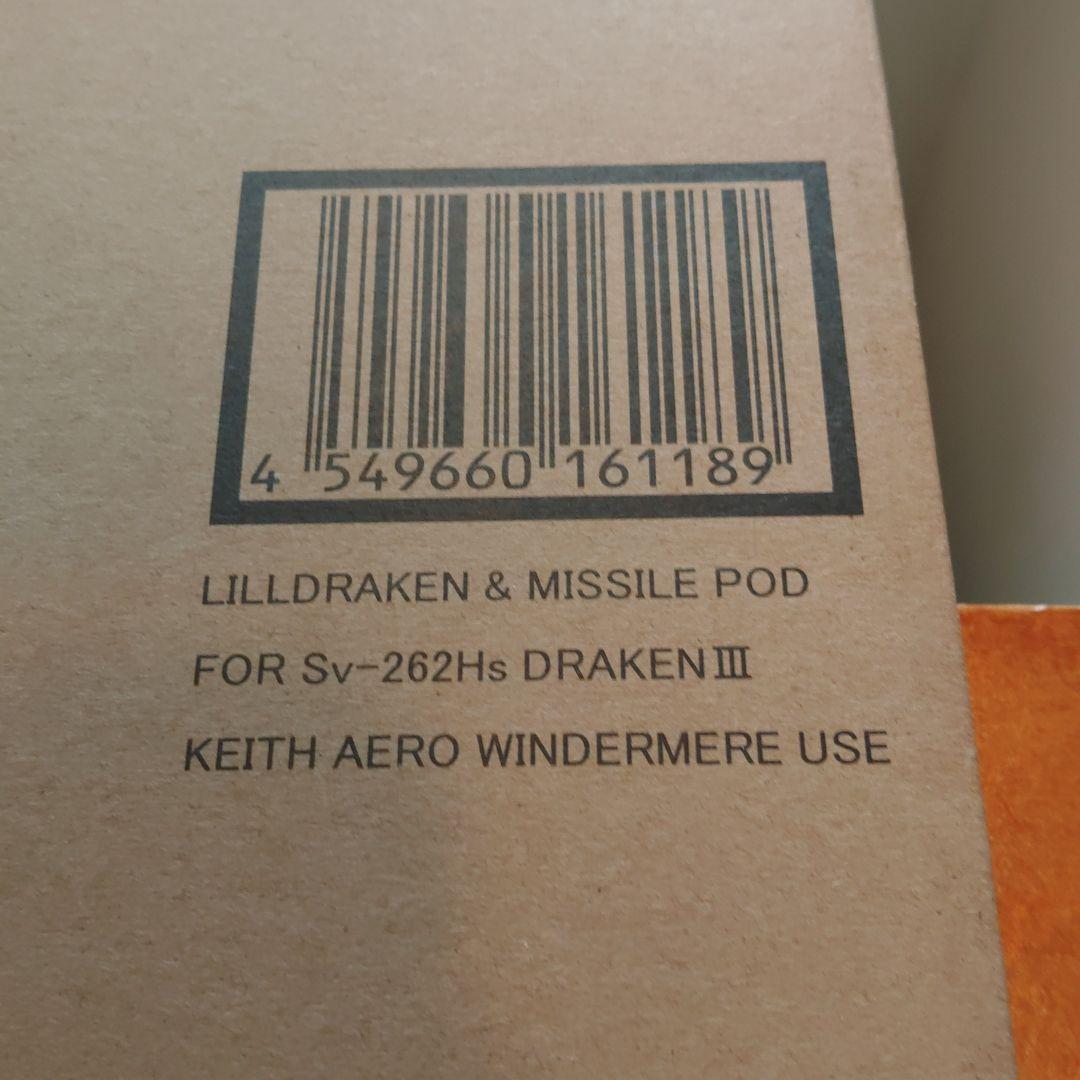 4 549660 161189
LILLDRAKEN & MISSILE POD
FOR Sv-262Hs DRAKENⅢ
KEITH AERO WINDERMERE USE